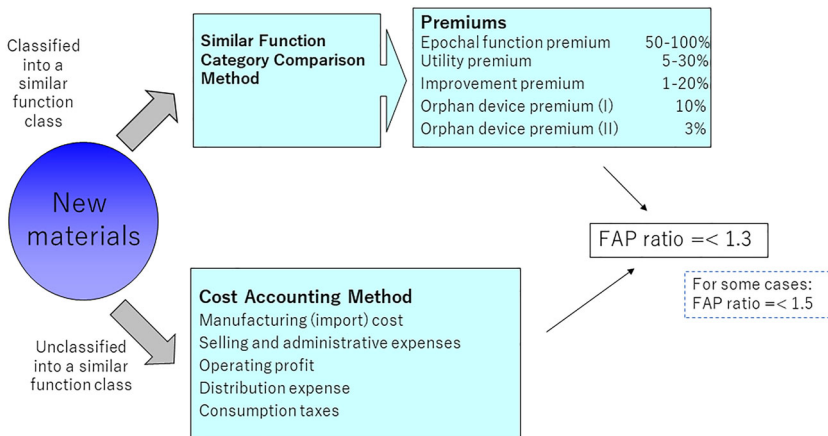 Classified
into a
similar
function
class
Similar Function
Category Comparison
Method
Premiums
Epochal function premium 50-100%
Utility premium 5-30%
Improvement premium 1-20%
Orphan device premium (I) 10%
Orphan device premium (II) 3%
New
materials
FAP ratio =< 1.3
For some cases:
FAP ratio =< 1.5
Unclassified
into a similar
function class
Cost Accounting Method
Manufacturing (import) cost
Selling and administrative expenses
Operating profit
Distribution expense
Consumption taxes